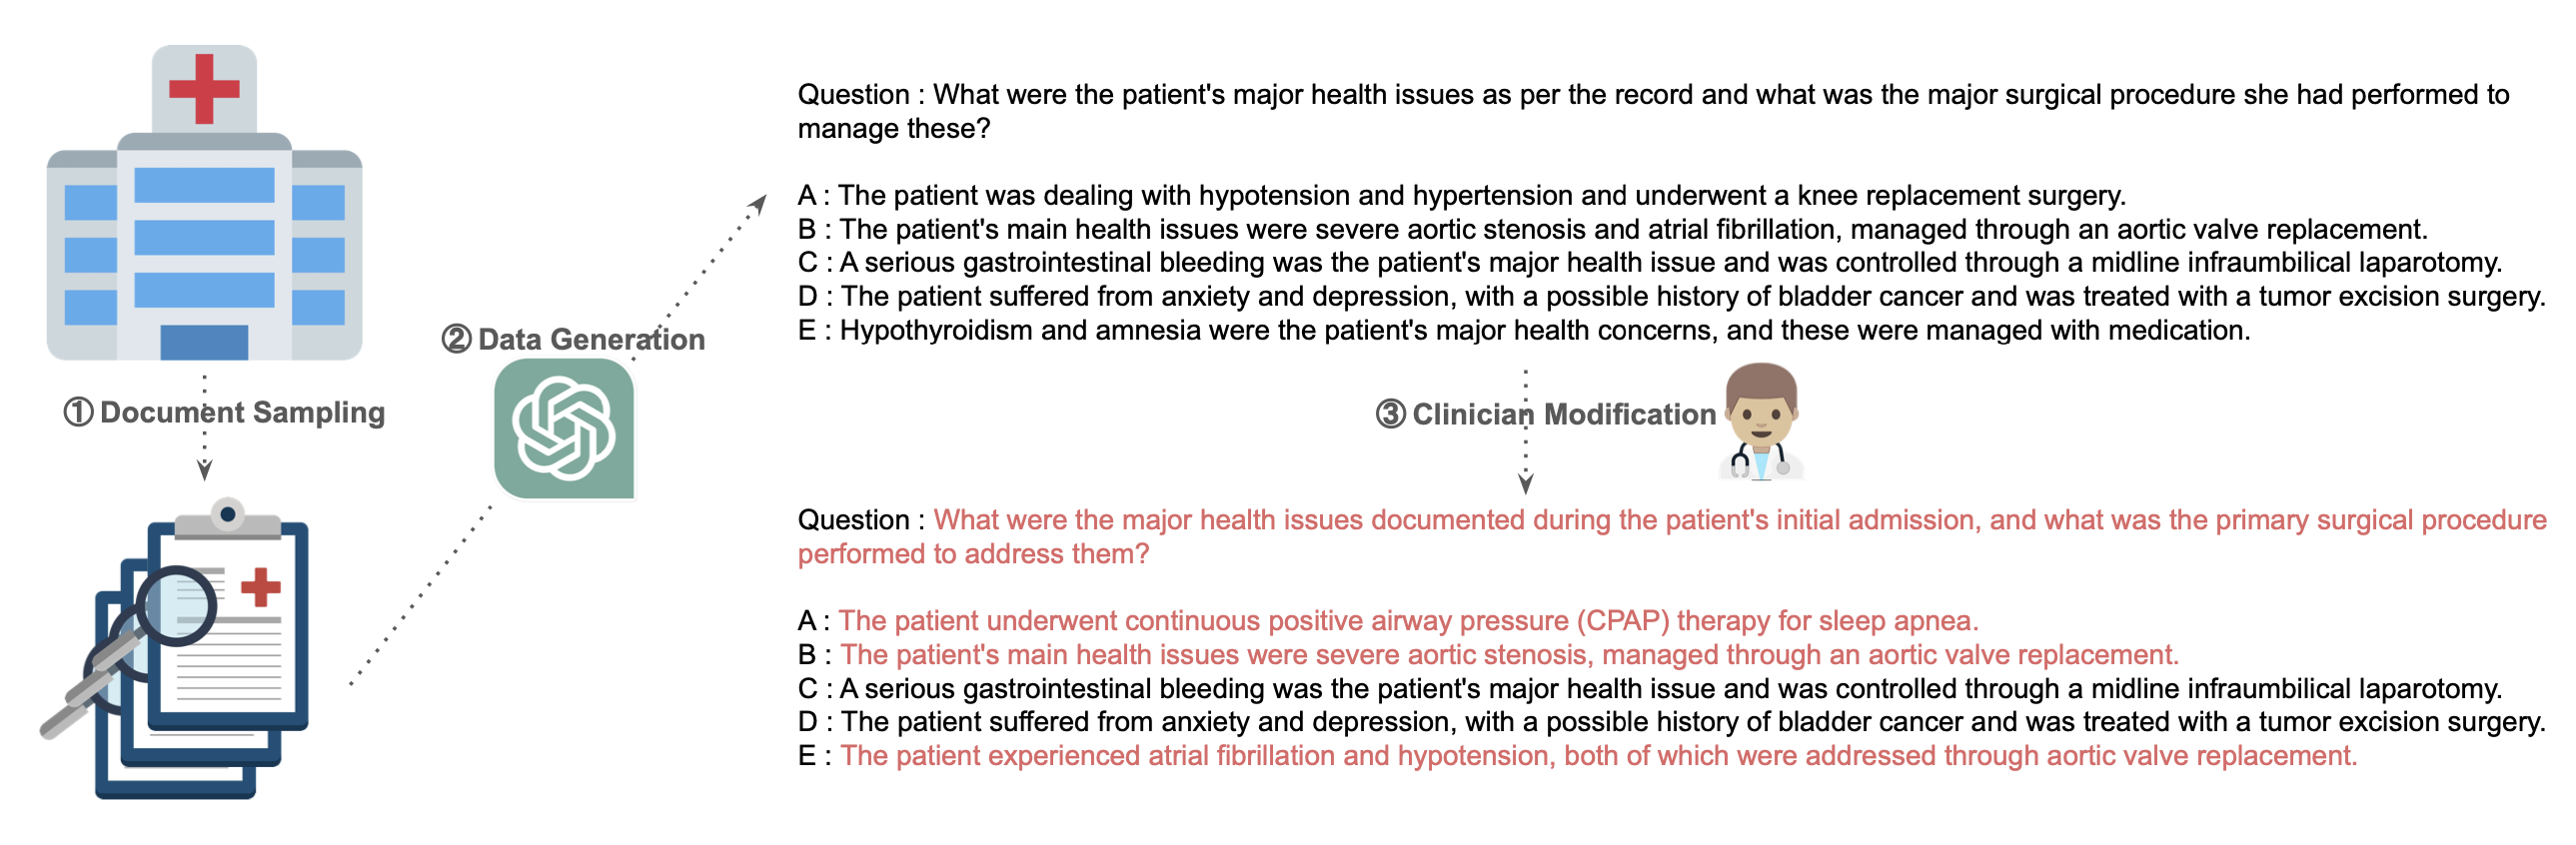 Question : What were the patient's major health issues as per the record and what was the major surgical procedure she had performed to
manage these?
A : The patient was dealing with hypotension and hypertension and underwent a knee replacement surgery.
B : The patient's main health issues were severe aortic stenosis and atrial fibrillation, managed through an aortic valve replacement.
C : A serious gastrointestinal bleeding was the patient's major health issue and was controlled through a midline infraumbilical laparotomy.
D : The patient suffered from anxiety and depression, with a possible history of bladder cancer and was treated with a tumor excision surgery.
E : Hypothyroidism and amnesia were the patient's major health concerns, and these were managed with medication.
② Data Generation
① Document Sampling
③ Clinician Modification
Question : What were the major health issues documented during the patient's initial admission, and what was the primary surgical procedure
performed to address them?
A : The patient underwent continuous positive airway pressure (CPAP) therapy for sleep apnea.
B : The patient's main health issues were severe aortic stenosis, managed through an aortic valve replacement.
C : A serious gastrointestinal bleeding was the patient's major health issue and was controlled through a midline infraumbilical laparotomy.
D : The patient suffered from anxiety and depression, with a possible history of bladder cancer and was treated with a tumor excision surgery.
E : The patient experienced atrial fibrillation and hypotension, both of which were addressed through aortic valve replacement.